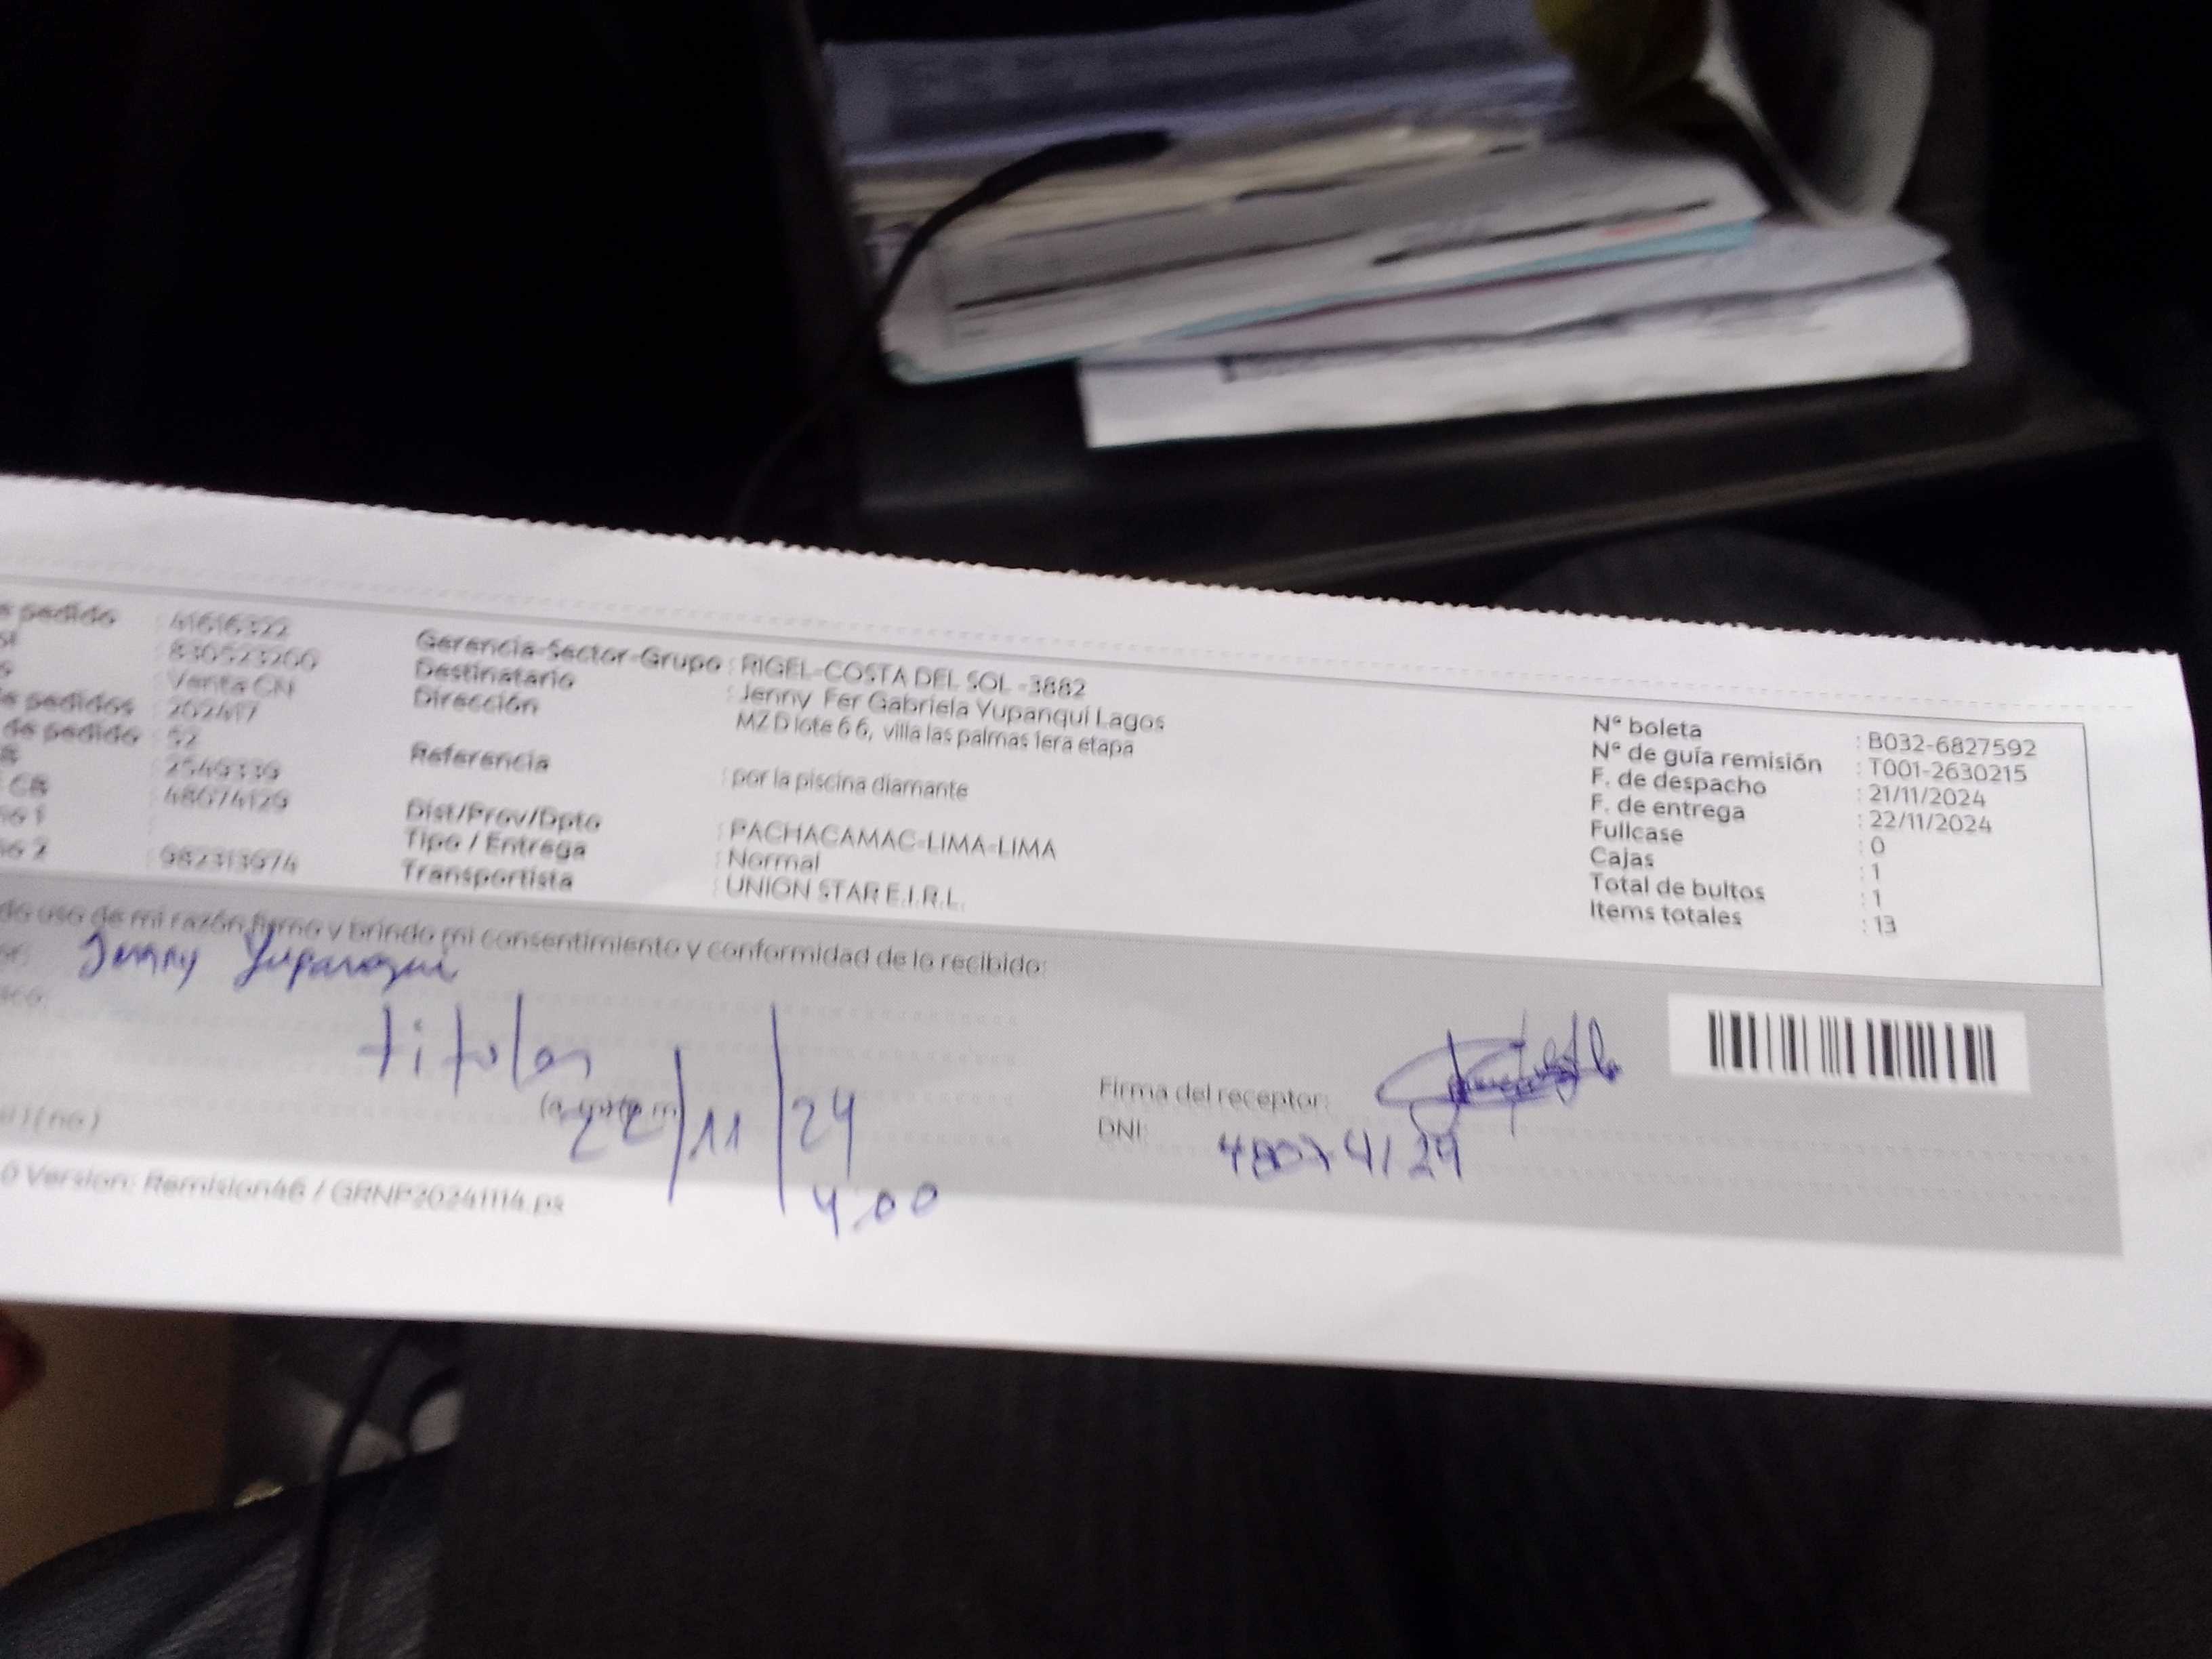 pedido : 41616322
830523200
Venta CN
pedidos : 202417
de pedido : 52
2549339
CB : 48074129
2 : 982313974
Gerencia-Sector-Grupo : RIGEL-COSTA DEL SOL -3882
Destinatario : Jenny Fer Gabriela Yupanqui Lagos
Dirección MZ D lote 6 6, villa las palmas 1era etapa
Referencia : por la piscina diamante
Dist/Prov/Dpto : PACHACAMAC-LIMA-LIMA
Tipo / Entrega : Normal
Transportista : UNION STAR E.I.R.L.
Nª boleta : B032-6827592
Nª de guía remisión : T001-2630215
F. de despacho : 21/11/2024
F. de entrega : 22/11/2024
Fullcase : 0
Cajas : 1
Total de bultos : 1
Items totales : 13
uso de mi razón firmo y brindo mi consentimiento y conformidad de lo recibido:
Jenny Yupanqui
titular
22/11/24
4:00
Firma del receptor:
DNI: 48074129
(no)
0 Version: Remision46 / GRNP20241114.ps